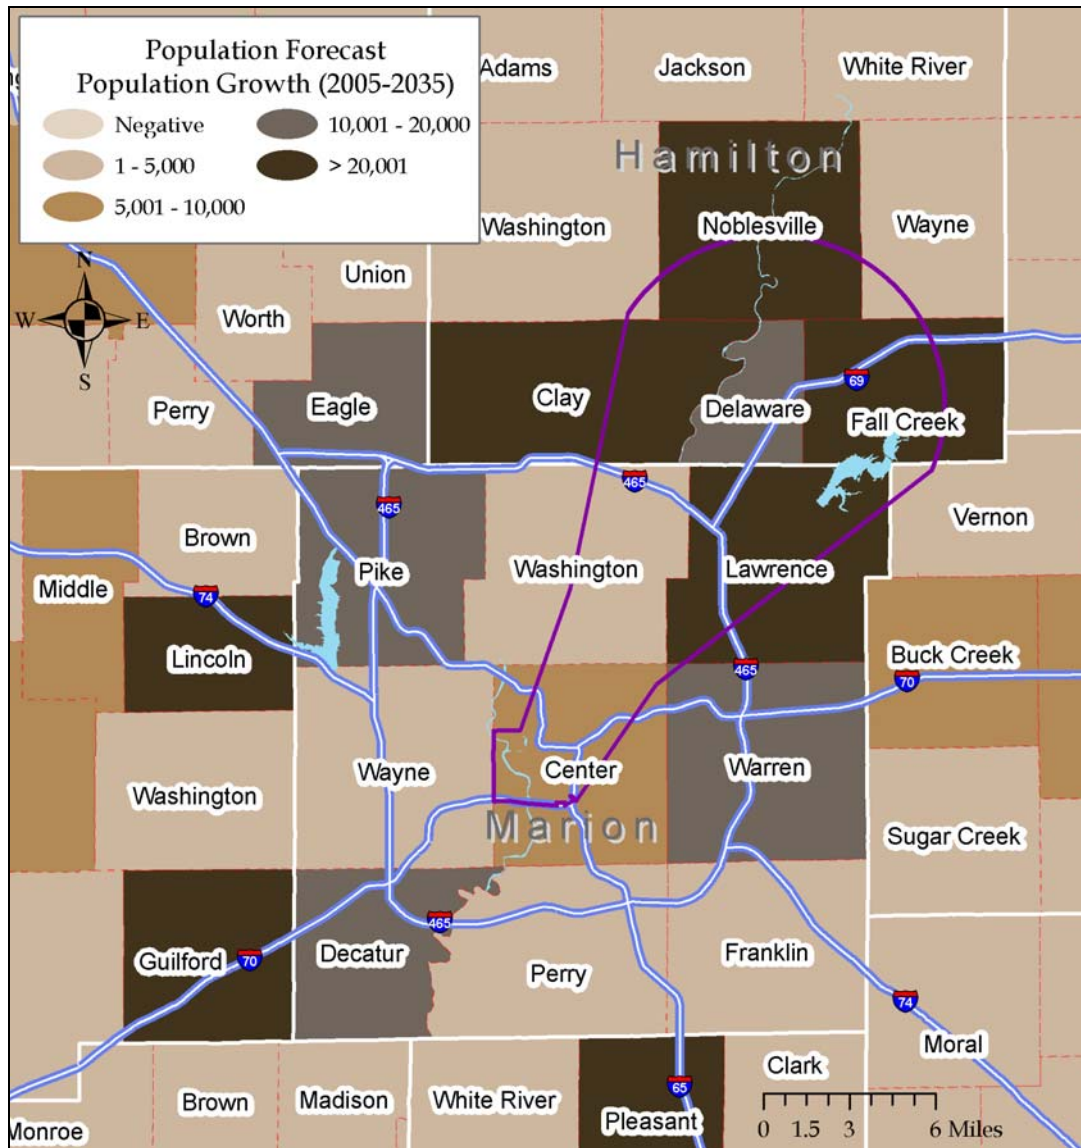 Population Forecast
Population Growth (2005-2035)
Negative
1 - 5,000
5,001 - 10,000
10,001 - 20,000
> 20,001
Adams
Jackson
White River
Hamilton
Washington
Noblesville
Wayne
Union
N
W E
S
Worth
Perry
Eagle
Clay
Delaware
69
Fall Creek
465
465
Vernon
Brown
Middle
74
Pike
Washington
Lawrence
Lincoln
465
Buck Creek
70
Washington
Wayne
Center
Warren
Marion
Sugar Creek
465
Guilford
70
Decatur
Perry
Franklin
74
Moral
Clark
Brown
Madison
White River
65
Pleasant
Monroe
0 1.5 3 6 Miles